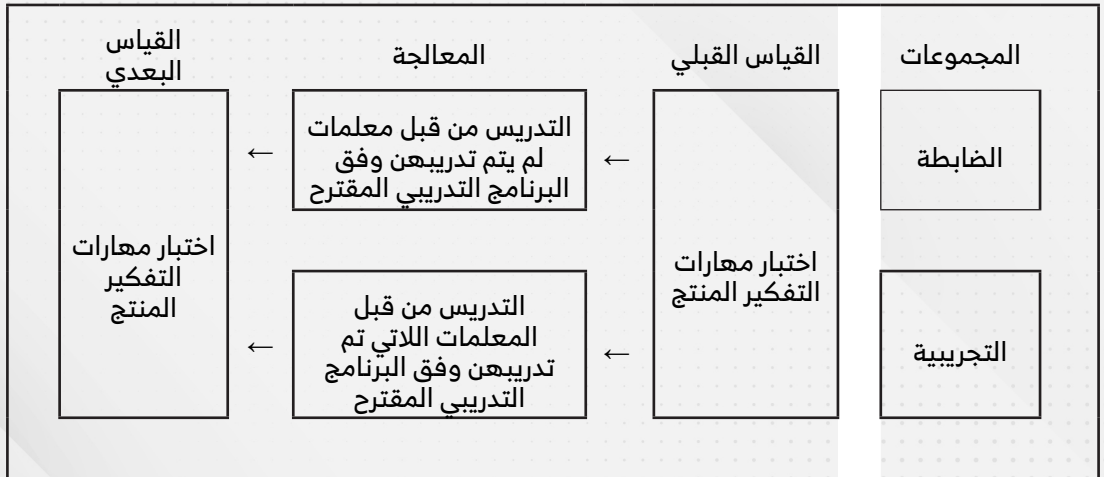 المجموعات
القياس القبلي
المعالجة
القياس
البعدي
الضابطة
التجريبية
اختبار مهارات
التفكير المنتج
←
التدريس من قبل معلمات
لم يتم تدريبهن وفق
البرنامج التدريبي المقترح
←
←
التدريس من قبل
المعلمات اللاتي تم
تدريبهن وفق البرنامج
التدريبي المقترح
←
اختبار مهارات
التفكير
المنتج